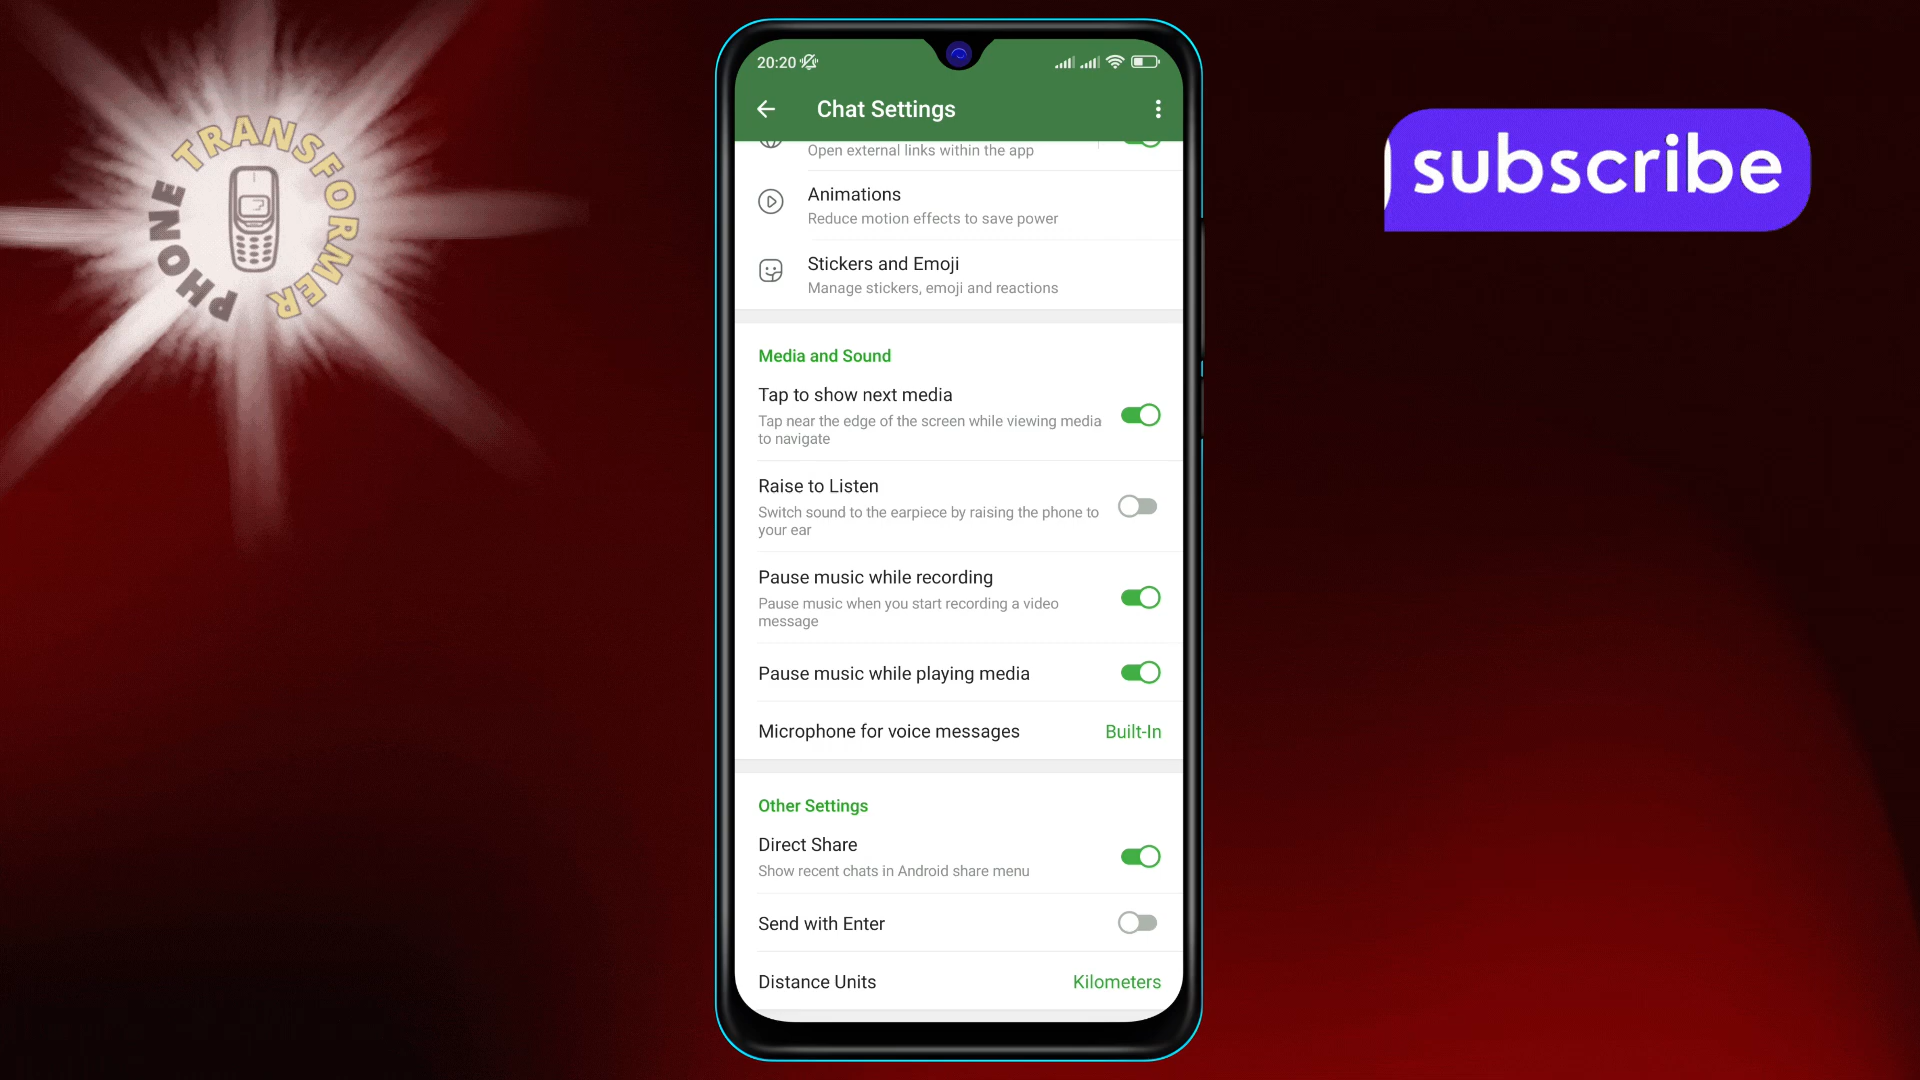 PHONE TRANSFORMER
subscribe
20:20
Chat Settings
Open external links within the app
Animations
Reduce motion effects to save power
Stickers and Emoji
Manage stickers, emoji and reactions
Media and Sound
Tap to show next media
Tap near the edge of the screen while viewing media
to navigate
Raise to Listen
Switch sound to the earpiece by raising the phone to
your ear
Pause music while recording
Pause music when you start recording a video
message
Pause music while playing media
Microphone for voice messages Built-In
Other Settings
Direct Share
Show recent chats in Android share menu
Send with Enter
Distance Units Kilometers